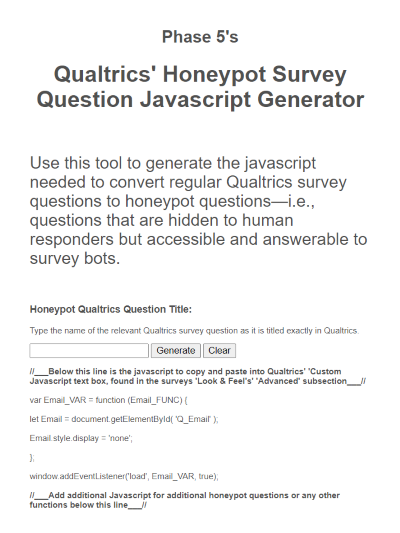 Phase 5's
Qualtrics' Honeypot Survey
Question Javascript Generator
Use this tool to generate the javascript
needed to convert regular Qualtrics survey
questions to honeypot questions—i.e.,
questions that are hidden to human
responders but accessible and answerable to
survey bots.
Honeypot Qualtrics Question Title:
Type the name of the relevant Qualtrics survey question as it is titled exactly in Qualtrics.
Generate Clear
//___Below this line is the javascript to copy and paste into Qualtrics' 'Custom
Javascript text box, found in the surveys 'Look & Feel's' 'Advanced' subsection___//
var Email_VAR = function (Email_FUNC) {
let Email = document.getElementById( 'Q_Email' );
Email.style.display = 'none';
};
window.addEventListener('load', Email_VAR, true);
//___Add additional Javascript for additional honeypot questions or any other
functions below this line___//